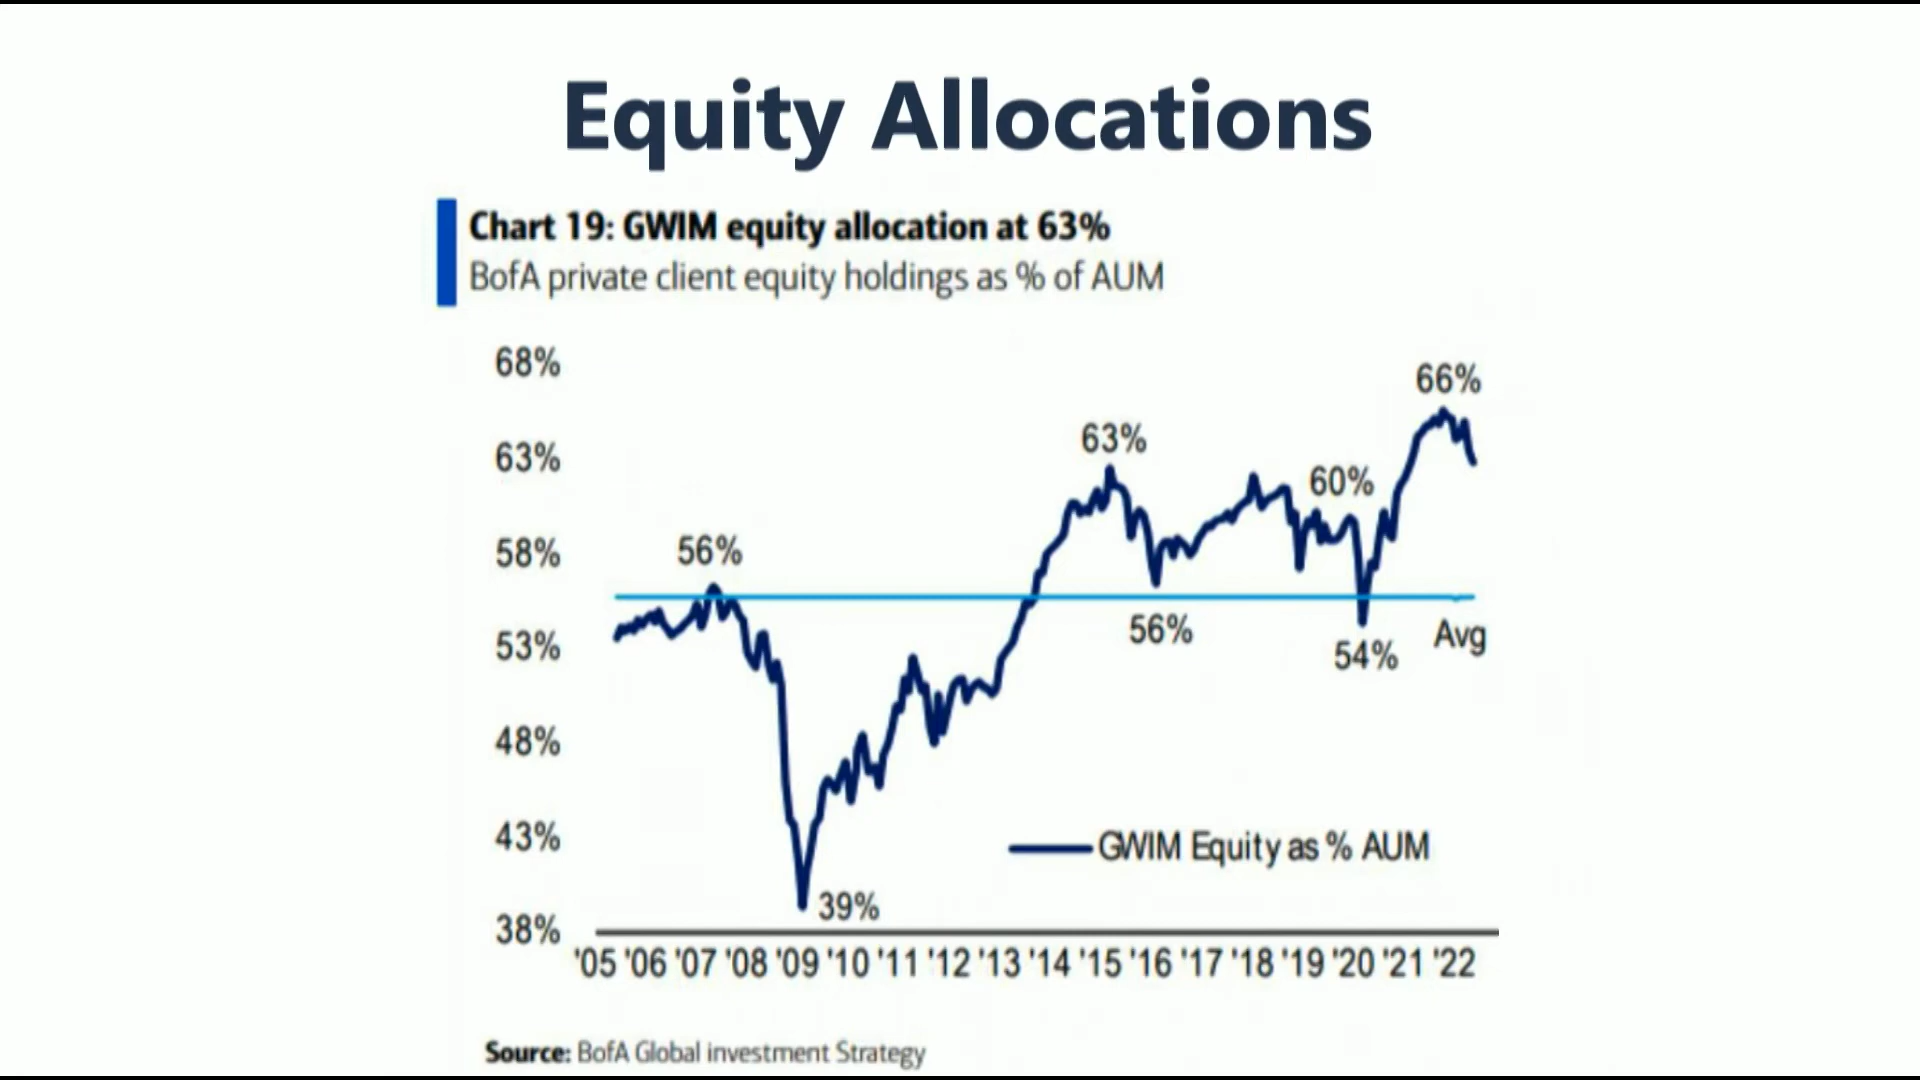 Equity Allocations
Chart 19: GWIM equity allocation at 63%
BofA private client equity holdings as % of AUM
68%
66%
63%
63%
60%
58%
56%
56%
53%
54%
Avg
48%
43%
GWIM Equity as % AUM
39%
38%
'05 '06 '07 '08 '09 '10 '11 '12 '13 '14 '15 '16 '17 '18 '19 '20 '21 '22
Source: BofA Global investment Strategy